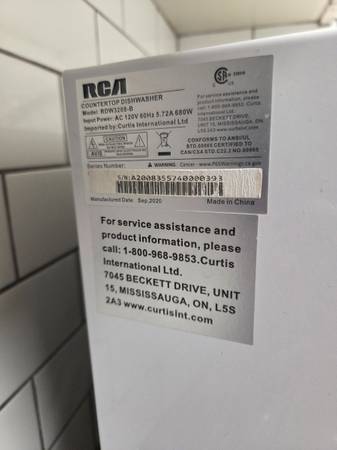 RCA
COUNTERTOP DISHWASHER
Model: RDW3208-B
Input Power: AC 120V 60Hz 5.72A 680W
Imported by: Curtis International Ltd
For service assistance and
product information, please
call: 1-800-968-9853. Curtis
International Ltd.
7045 BECKETT DRIVE,
UNIT 15, MISSISSAUGA, ON,
L5S 2A3 www.curtisint.com
CAUTION
AVIS
CONFORMS TO ANSI/UL
STD.
CAN/CSA STD. C22.2 NO.
WARNING: Cancer - www.P65Warnings.ca.gov
Serial Number:
S/N:A2008355740000393
Manufactured Date: Sep,2020
Made in China
For service assistance and
product information, please
call: 1-800-968-9853.Curtis
International Ltd.
7045 BECKETT DRIVE, UNIT
15, MISSISSAUGA, ON, L5S
2A3 www.curtisint.com